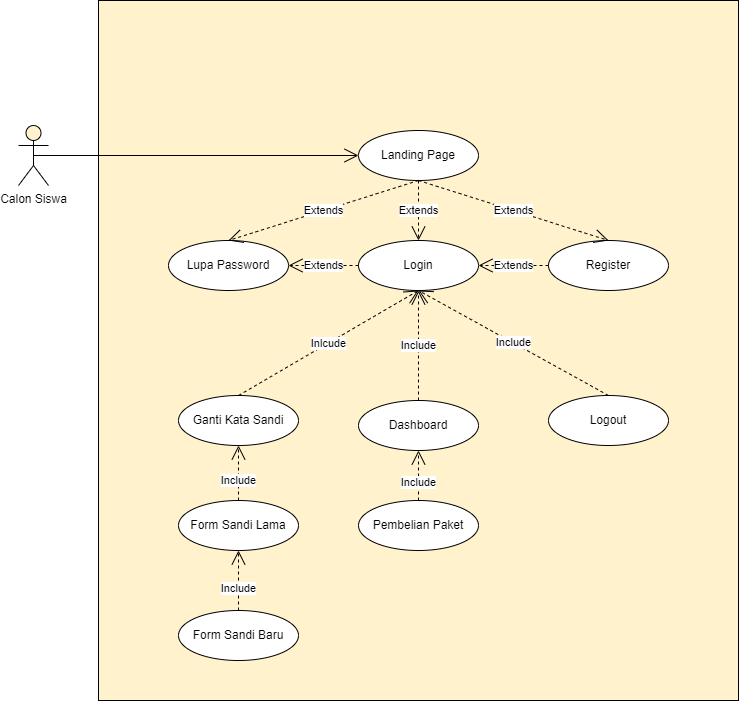 Landing Page
Calon Siswa
Extends
Extends
Extends
Lupa Password
Extends
Login
Extends
Register
Inlcude
Include
Include
Ganti Kata Sandi
Dashboard
Logout
Include
Include
Form Sandi Lama
Pembelian Paket
Include
Form Sandi Baru